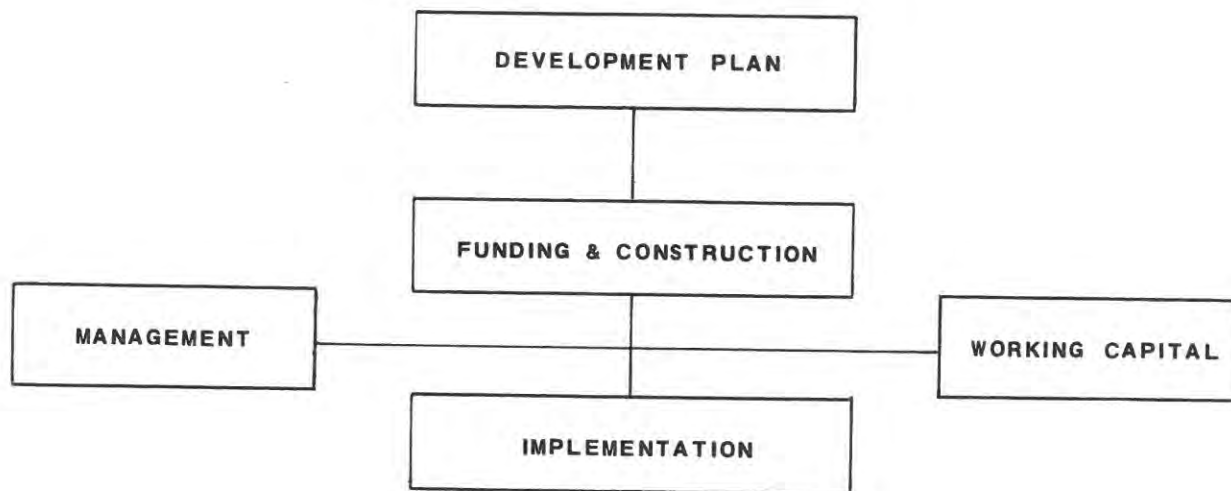 DEVELOPMENT PLAN
FUNDING & CONSTRUCTION
MANAGEMENT
WORKING CAPITAL
IMPLEMENTATION